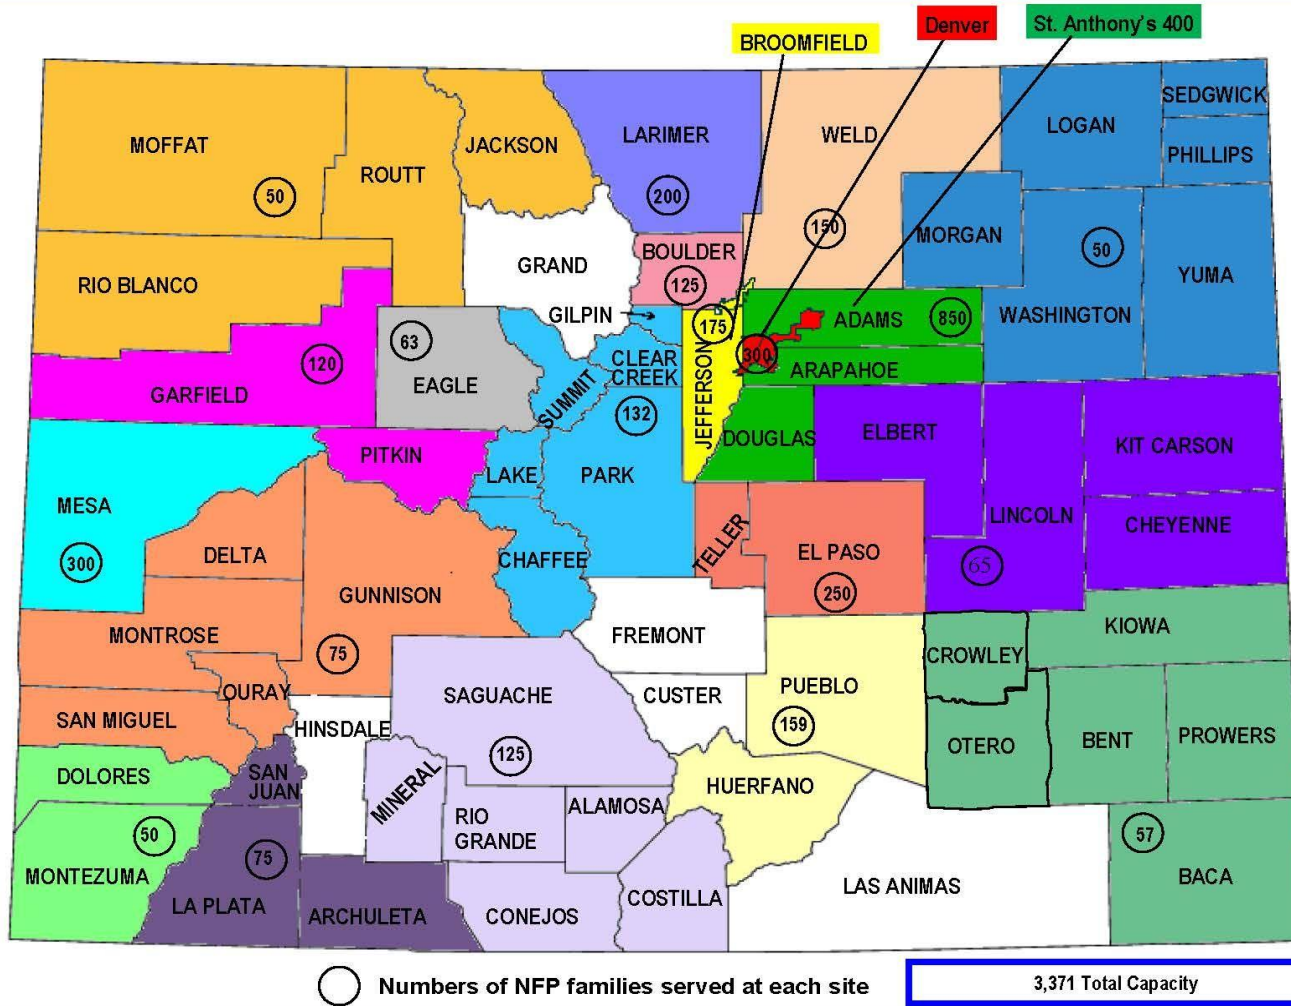 Denver
St. Anthony's 400
BROOMFIELD
SEDGWICK
LOGAN
MOFFAT
JACKSON
LARIMER
WELD
PHILLIPS
ROUTT
50
200
150
MORGAN
50
BOULDER
GRAND
125
YUMA
RIO BLANCO
GILPIN
175
ADAMS
850
WASHINGTON
63
300
120
CLEAR
CREEK
ARAPAHOE
EAGLE
GARFIELD
SUMMIT
JEFFERSON
132
DOUGLAS
ELBERT
KIT CARSON
PITKIN
LAKE
PARK
MESA
LINCOLN
CHEYENNE
TELLER
EL PASO
DELTA
CHAFFEE
300
65
GUNNISON
250
MONTROSE
FREMONT
KIOWA
75
CROWLEY
OURAY
SAGUACHE
CUSTER
PUEBLO
SAN MIGUEL
HINSDALE
159
OTERO
BENT
PROWERS
125
DOLORES
SAN
JUAN
MINERAL
HUERFANO
ALAMOSA
RIO
GRANDE
50
57
75
MONTEZUMA
LAS ANIMAS
BACA
COSTILLA
LA PLATA
ARCHULETA
CONEJOS
Numbers of NFP families served at each site
3,371 Total Capacity